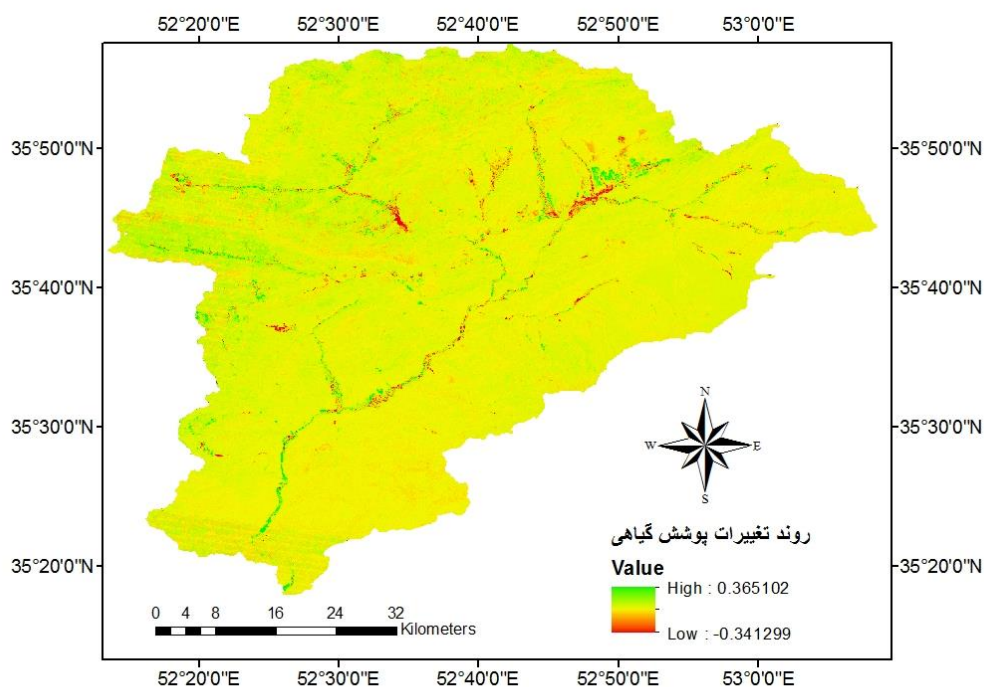 52°20'0"E 52°30'0"E 52°40'0"E 52°50'0"E 53°0'0"E
35°50'0"N 35°50'0"N
35°40'0"N 35°40'0"N
35°30'0"N 35°30'0"N
N
W E
S
روند تغییرات پوشش گیاهی
Value
High : 0.365102
Low : -0.341299
35°20'0"N 35°20'0"N
0 4 8 16 24 32
Kilometers
52°20'0"E 52°30'0"E 52°40'0"E 52°50'0"E 53°0'0"E